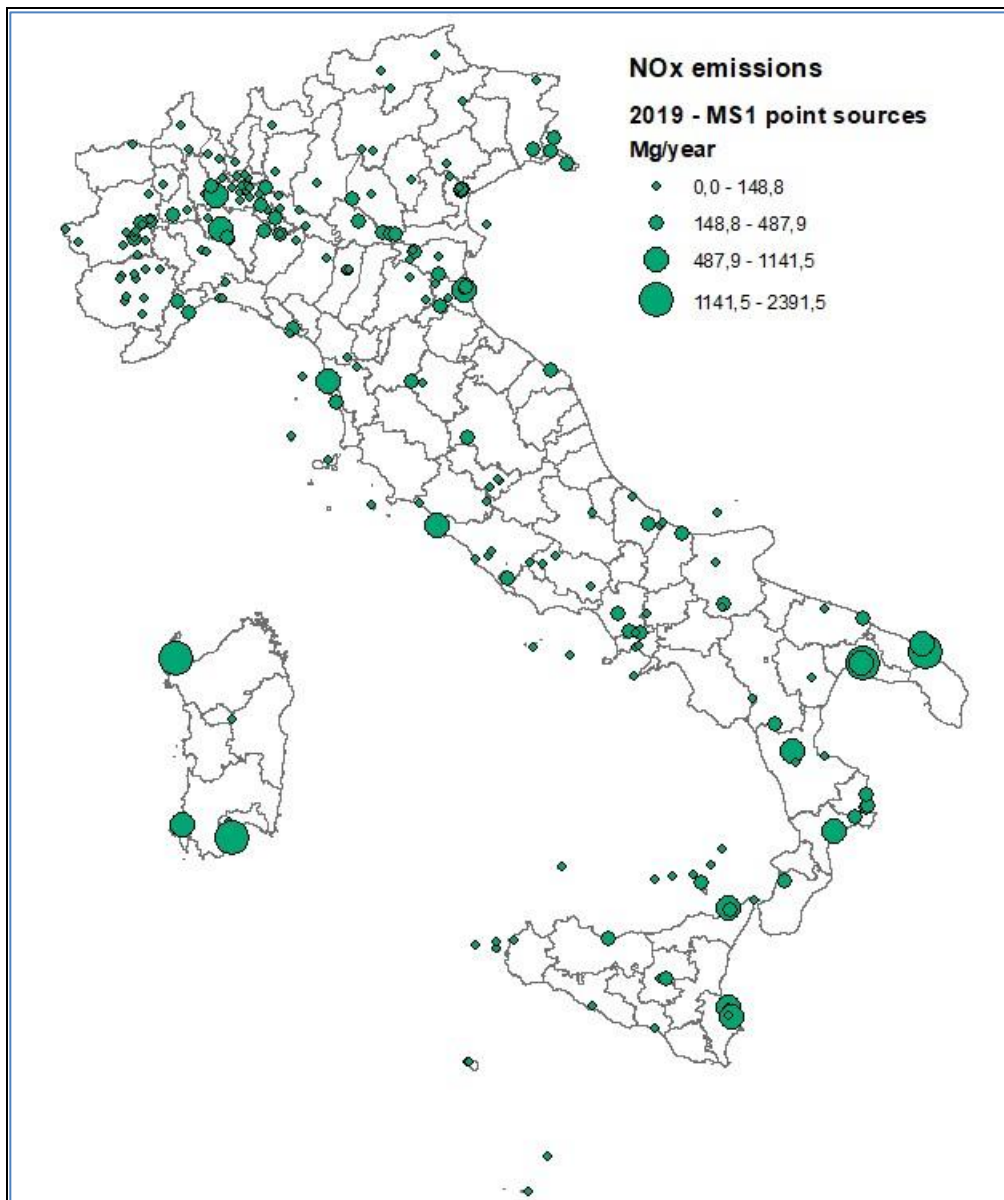 NOx emissions
2019 - MS1 point sources
Mg/year
0,0 - 148,8
148,8 - 487,9
487,9 - 1141,5
1141,5 - 2391,5